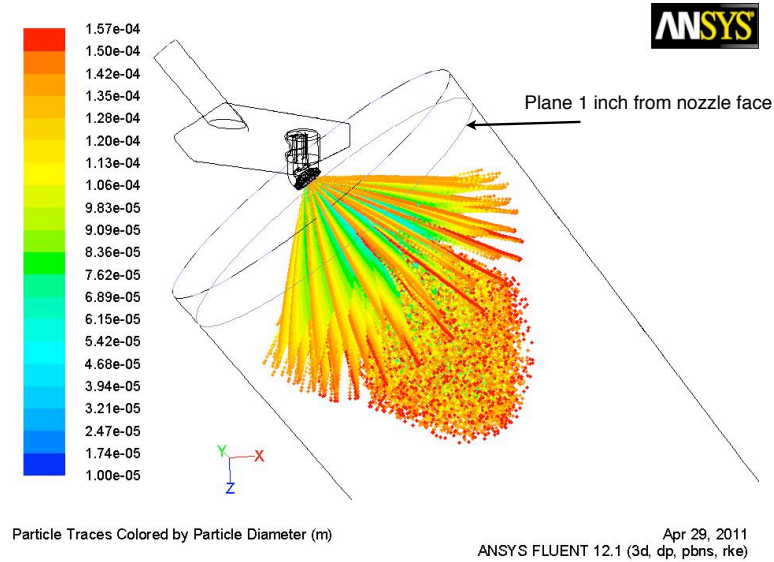 ANSYS
1.57e-04
1.50e-04
1.42e-04
1.35e-04
1.28e-04
1.20e-04
1.13e-04
1.06e-04
9.83e-05
9.09e-05
8.36e-05
7.62e-05
6.89e-05
6.15e-05
5.42e-05
4.68e-05
3.94e-05
3.21e-05
2.47e-05
1.74e-05
1.00e-05
Plane 1 inch from nozzle face
Y
X
Z
Particle Traces Colored by Particle Diameter (m)
Apr 29, 2011
ANSYS FLUENT 12.1 (3d, dp, pbns, rke)